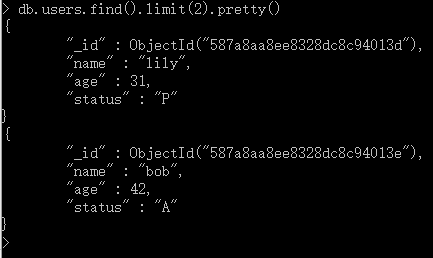 > db.users.find().limit(2).pretty()
{
        "_id" : ObjectId("587a8aa8ee8328dc8c94013d"),
        "name" : "lily",
        "age" : 31,
        "status" : "P"
}
{
        "_id" : ObjectId("587a8aa8ee8328dc8c94013e"),
        "name" : "bob",
        "age" : 42,
        "status" : "A"
}
>